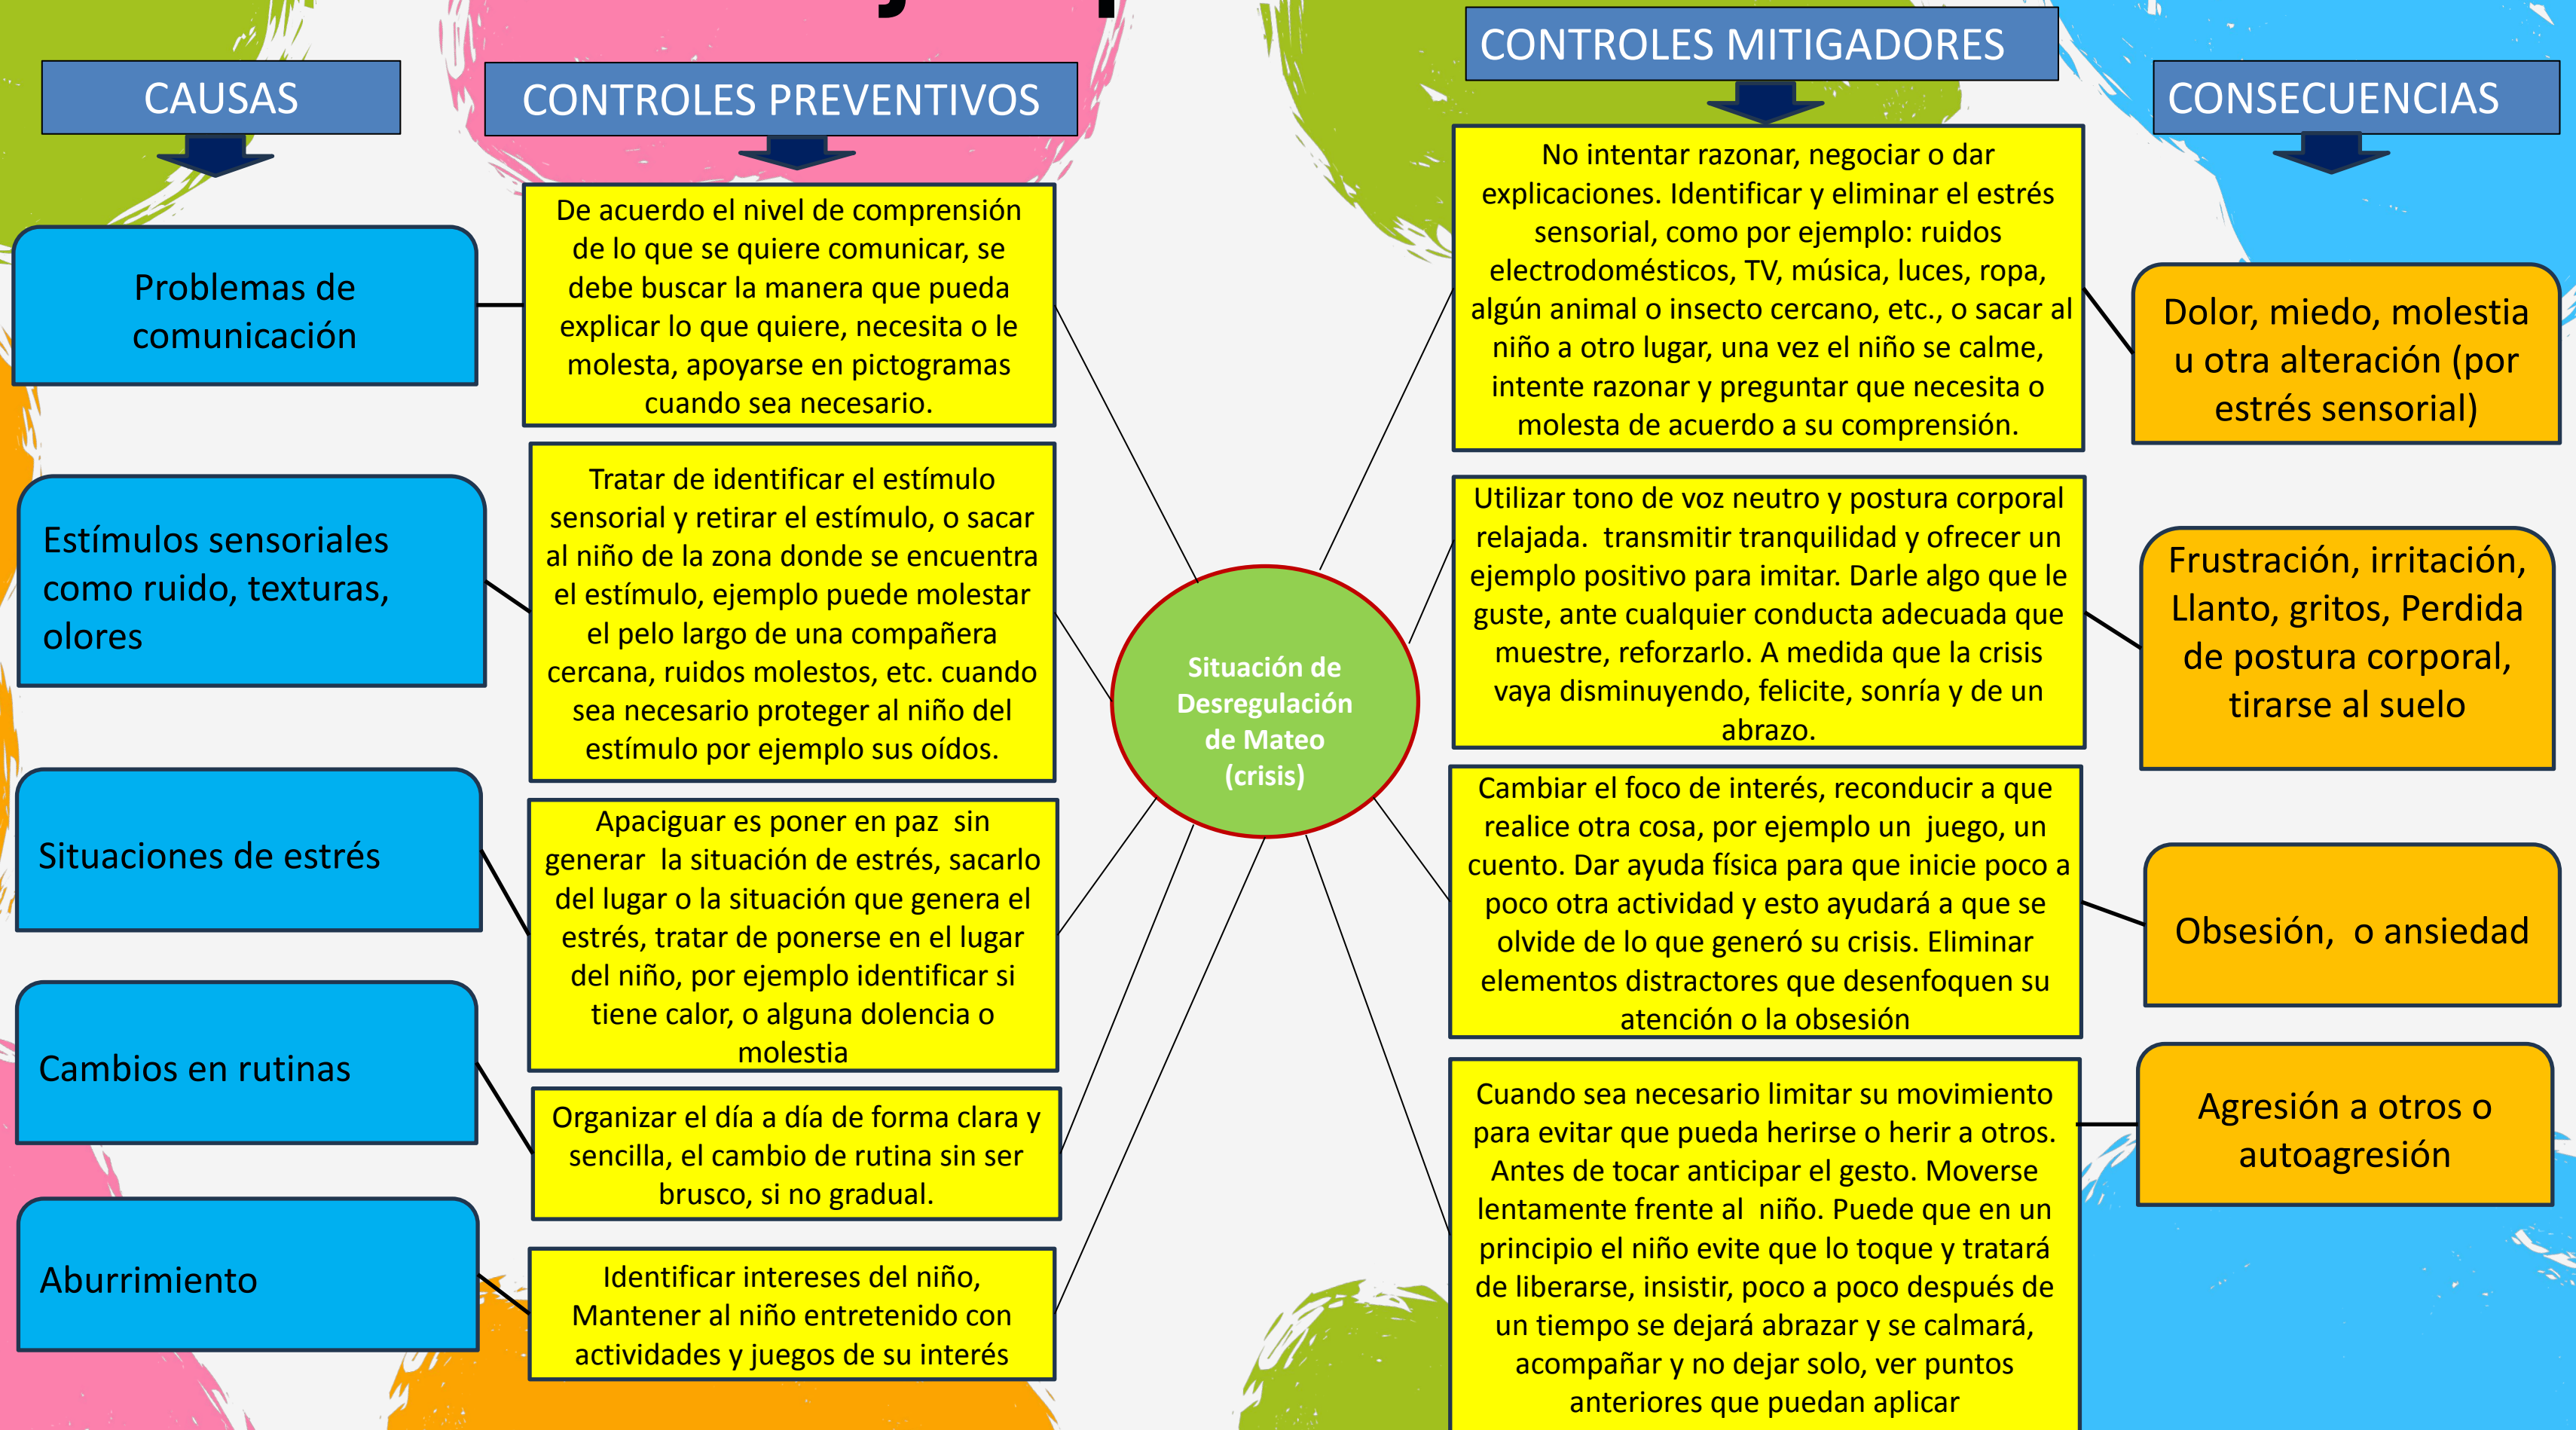 CAUSAS
CONTROLES PREVENTIVOS
CONTROLES MITIGADORES
CONSECUENCIAS
Problemas de
comunicación
De acuerdo el nivel de comprensión
de lo que se quiere comunicar, se
debe buscar la manera que pueda
explicar lo que quiere, necesita o le
molesta, apoyarse en pictogramas
cuando sea necesario.
Estímulos sensoriales
como ruido, texturas,
olores
Tratar de identificar el estímulo
sensorial y retirar el estímulo, o sacar
al niño de la zona donde se encuentra
el estímulo, ejemplo puede molestar
el pelo largo de una compañera
cercana, ruidos molestos, etc. cuando
sea necesario proteger al niño del
estímulo por ejemplo sus oídos.
Situaciones de estrés
Apaciguar es poner en paz  sin
generar  la situación de estrés, sacarlo
del lugar o la situación que genera el
estrés, tratar de ponerse en el lugar
del niño, por ejemplo identificar si
tiene calor, o alguna dolencia o
molestia
Cambios en rutinas
Organizar el día a día de forma clara y
sencilla, el cambio de rutina sin ser
brusco, si no gradual.
Aburrimiento
Identificar intereses del niño,
Mantener al niño entretenido con
actividades y juegos de su interés
Situación de
Desregulación
de Mateo
(crisis)
No intentar razonar, negociar o dar
explicaciones. Identificar y eliminar el estrés
sensorial, como por ejemplo: ruidos
electrodomésticos, TV, música, luces, ropa,
algún animal o insecto cercano, etc., o sacar al
niño a otro lugar, una vez el niño se calme,
intente razonar y preguntar que necesita o
molesta de acuerdo a su comprensión.
Dolor, miedo, molestia
u otra alteración (por
estrés sensorial)
Utilizar tono de voz neutro y postura corporal
relajada.  transmitir tranquilidad y ofrecer un
ejemplo positivo para imitar. Darle algo que le
guste, ante cualquier conducta adecuada que
muestre, reforzarlo. A medida que la crisis
vaya disminuyendo, felicite, sonría y de un
abrazo.
Frustración, irritación,
Llanto, gritos, Perdida
de postura corporal,
tirarse al suelo
Cambiar el foco de interés, reconducir a que
realice otra cosa, por ejemplo un  juego, un
cuento. Dar ayuda física para que inicie poco a
poco otra actividad y esto ayudará a que se
olvide de lo que generó su crisis. Eliminar
elementos distractores que desenfoquen su
atención o la obsesión
Obsesión,  o ansiedad
Cuando sea necesario limitar su movimiento
para evitar que pueda herirse o herir a otros.
Antes de tocar anticipar el gesto. Moverse
lentamente frente al  niño. Puede que en un
principio el niño evite que lo toque y tratará
de liberarse, insistir, poco a poco después de
un tiempo se dejará abrazar y se calmará,
acompañar y no dejar solo, ver puntos
anteriores que puedan aplicar
Agresión a otros o
autoagresión